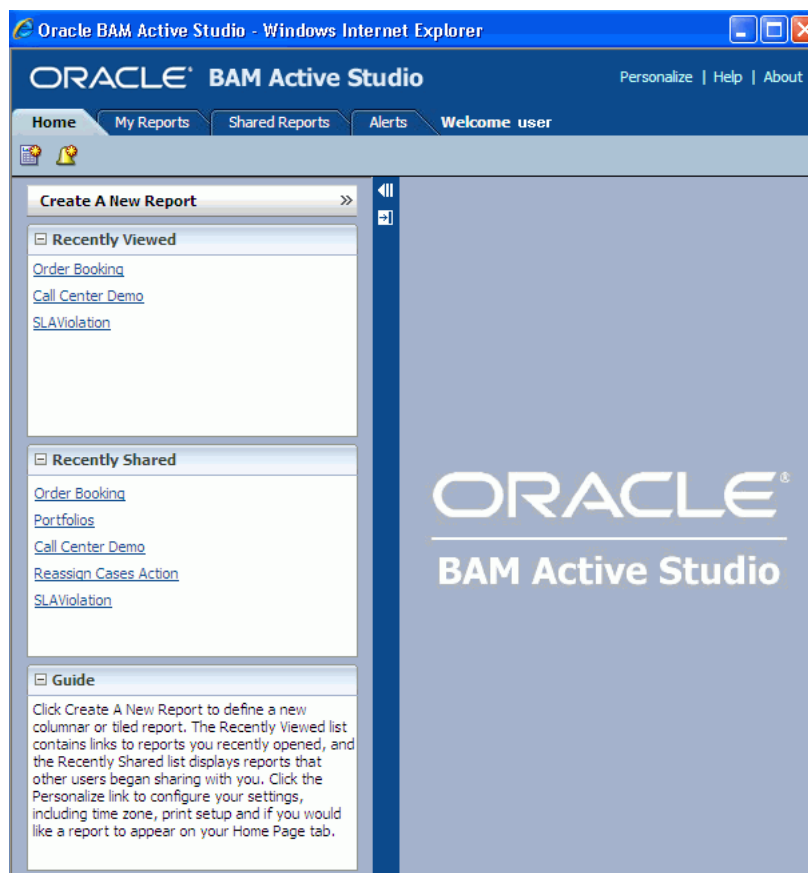 Oracle BAM Active Studio - Windows Internet Explorer
ORACLE® BAM Active Studio
Personalize | Help | About
Home My Reports Shared Reports Alerts Welcome user
Create A New Report »
Recently Viewed
Order Booking
Call Center Demo
SLAViolation
Recently Shared
Order Booking
Portfolios
Call Center Demo
Reassign Cases Action
SLAViolation
Guide
Click Create A New Report to define a new
columnar or tiled report. The Recently Viewed list
contains links to reports you recently opened, and
the Recently Shared list displays reports that
other users began sharing with you. Click the
Personalize link to configure your settings,
including time zone, print setup and if you would
like a report to appear on your Home Page tab.
ORACLE®
BAM Active Studio